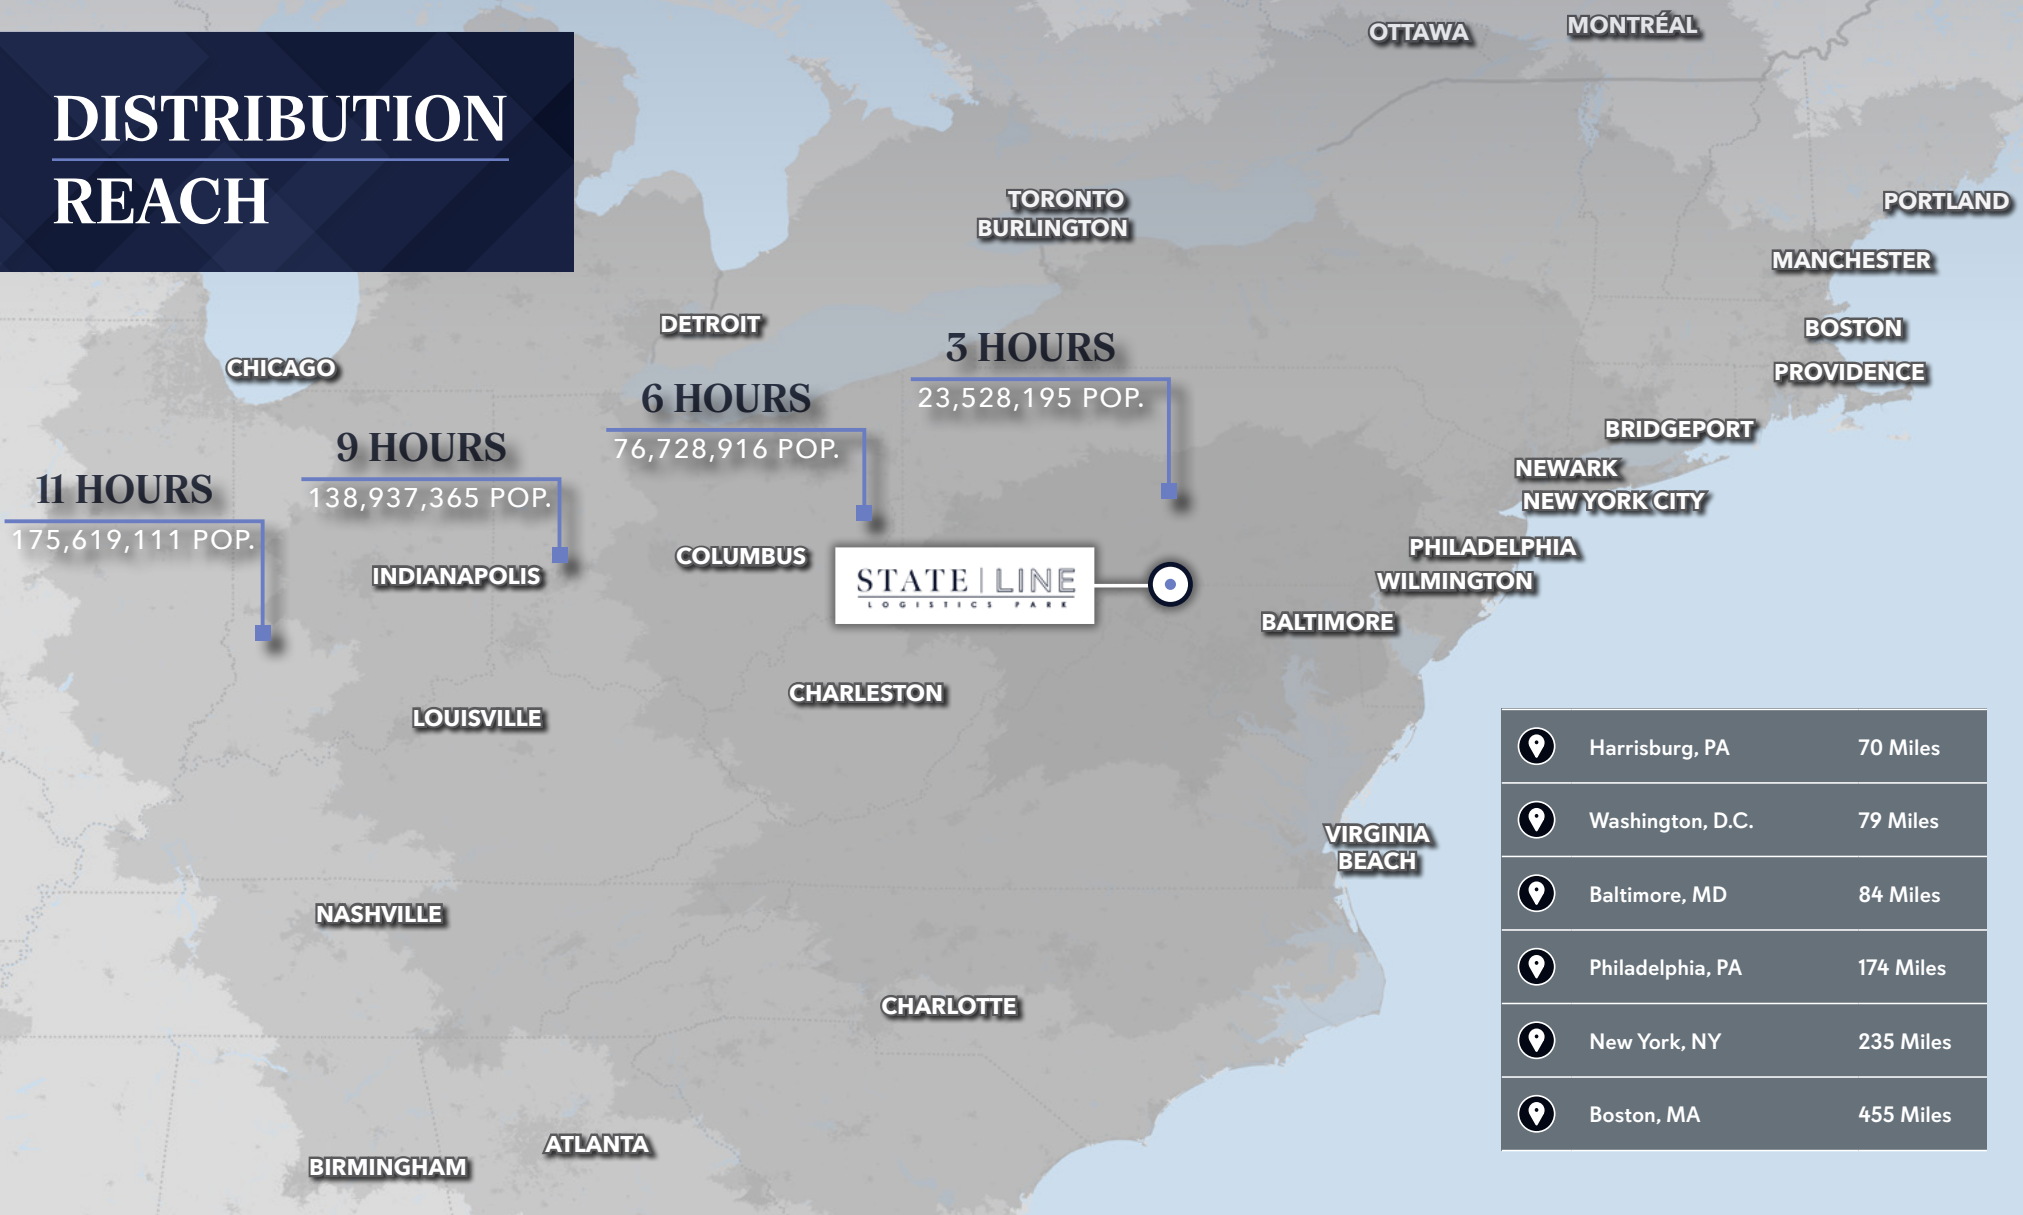 DISTRIBUTION
REACH
OTTAWA
MONTRÉAL
TORONTO
BURLINGTON
PORTLAND
MANCHESTER
BOSTON
PROVIDENCE
DETROIT
CHICAGO
3 HOURS
23,528,195 POP.
6 HOURS
76,728,916 POP.
9 HOURS
138,937,365 POP.
11 HOURS
175,619,111 POP.
BRIDGEPORT
NEWARK
NEW YORK CITY
PHILADELPHIA
WILMINGTON
BALTIMORE
COLUMBUS
INDIANAPOLIS
STATE | LINE
LOGISTICS PARK
CHARLESTON
LOUISVILLE
VIRGINIA
BEACH
NASHVILLE
CHARLOTTE
ATLANTA
BIRMINGHAM
Harrisburg, PA 70 Miles
Washington, D.C. 79 Miles
Baltimore, MD 84 Miles
Philadelphia, PA 174 Miles
New York, NY 235 Miles
Boston, MA 455 Miles